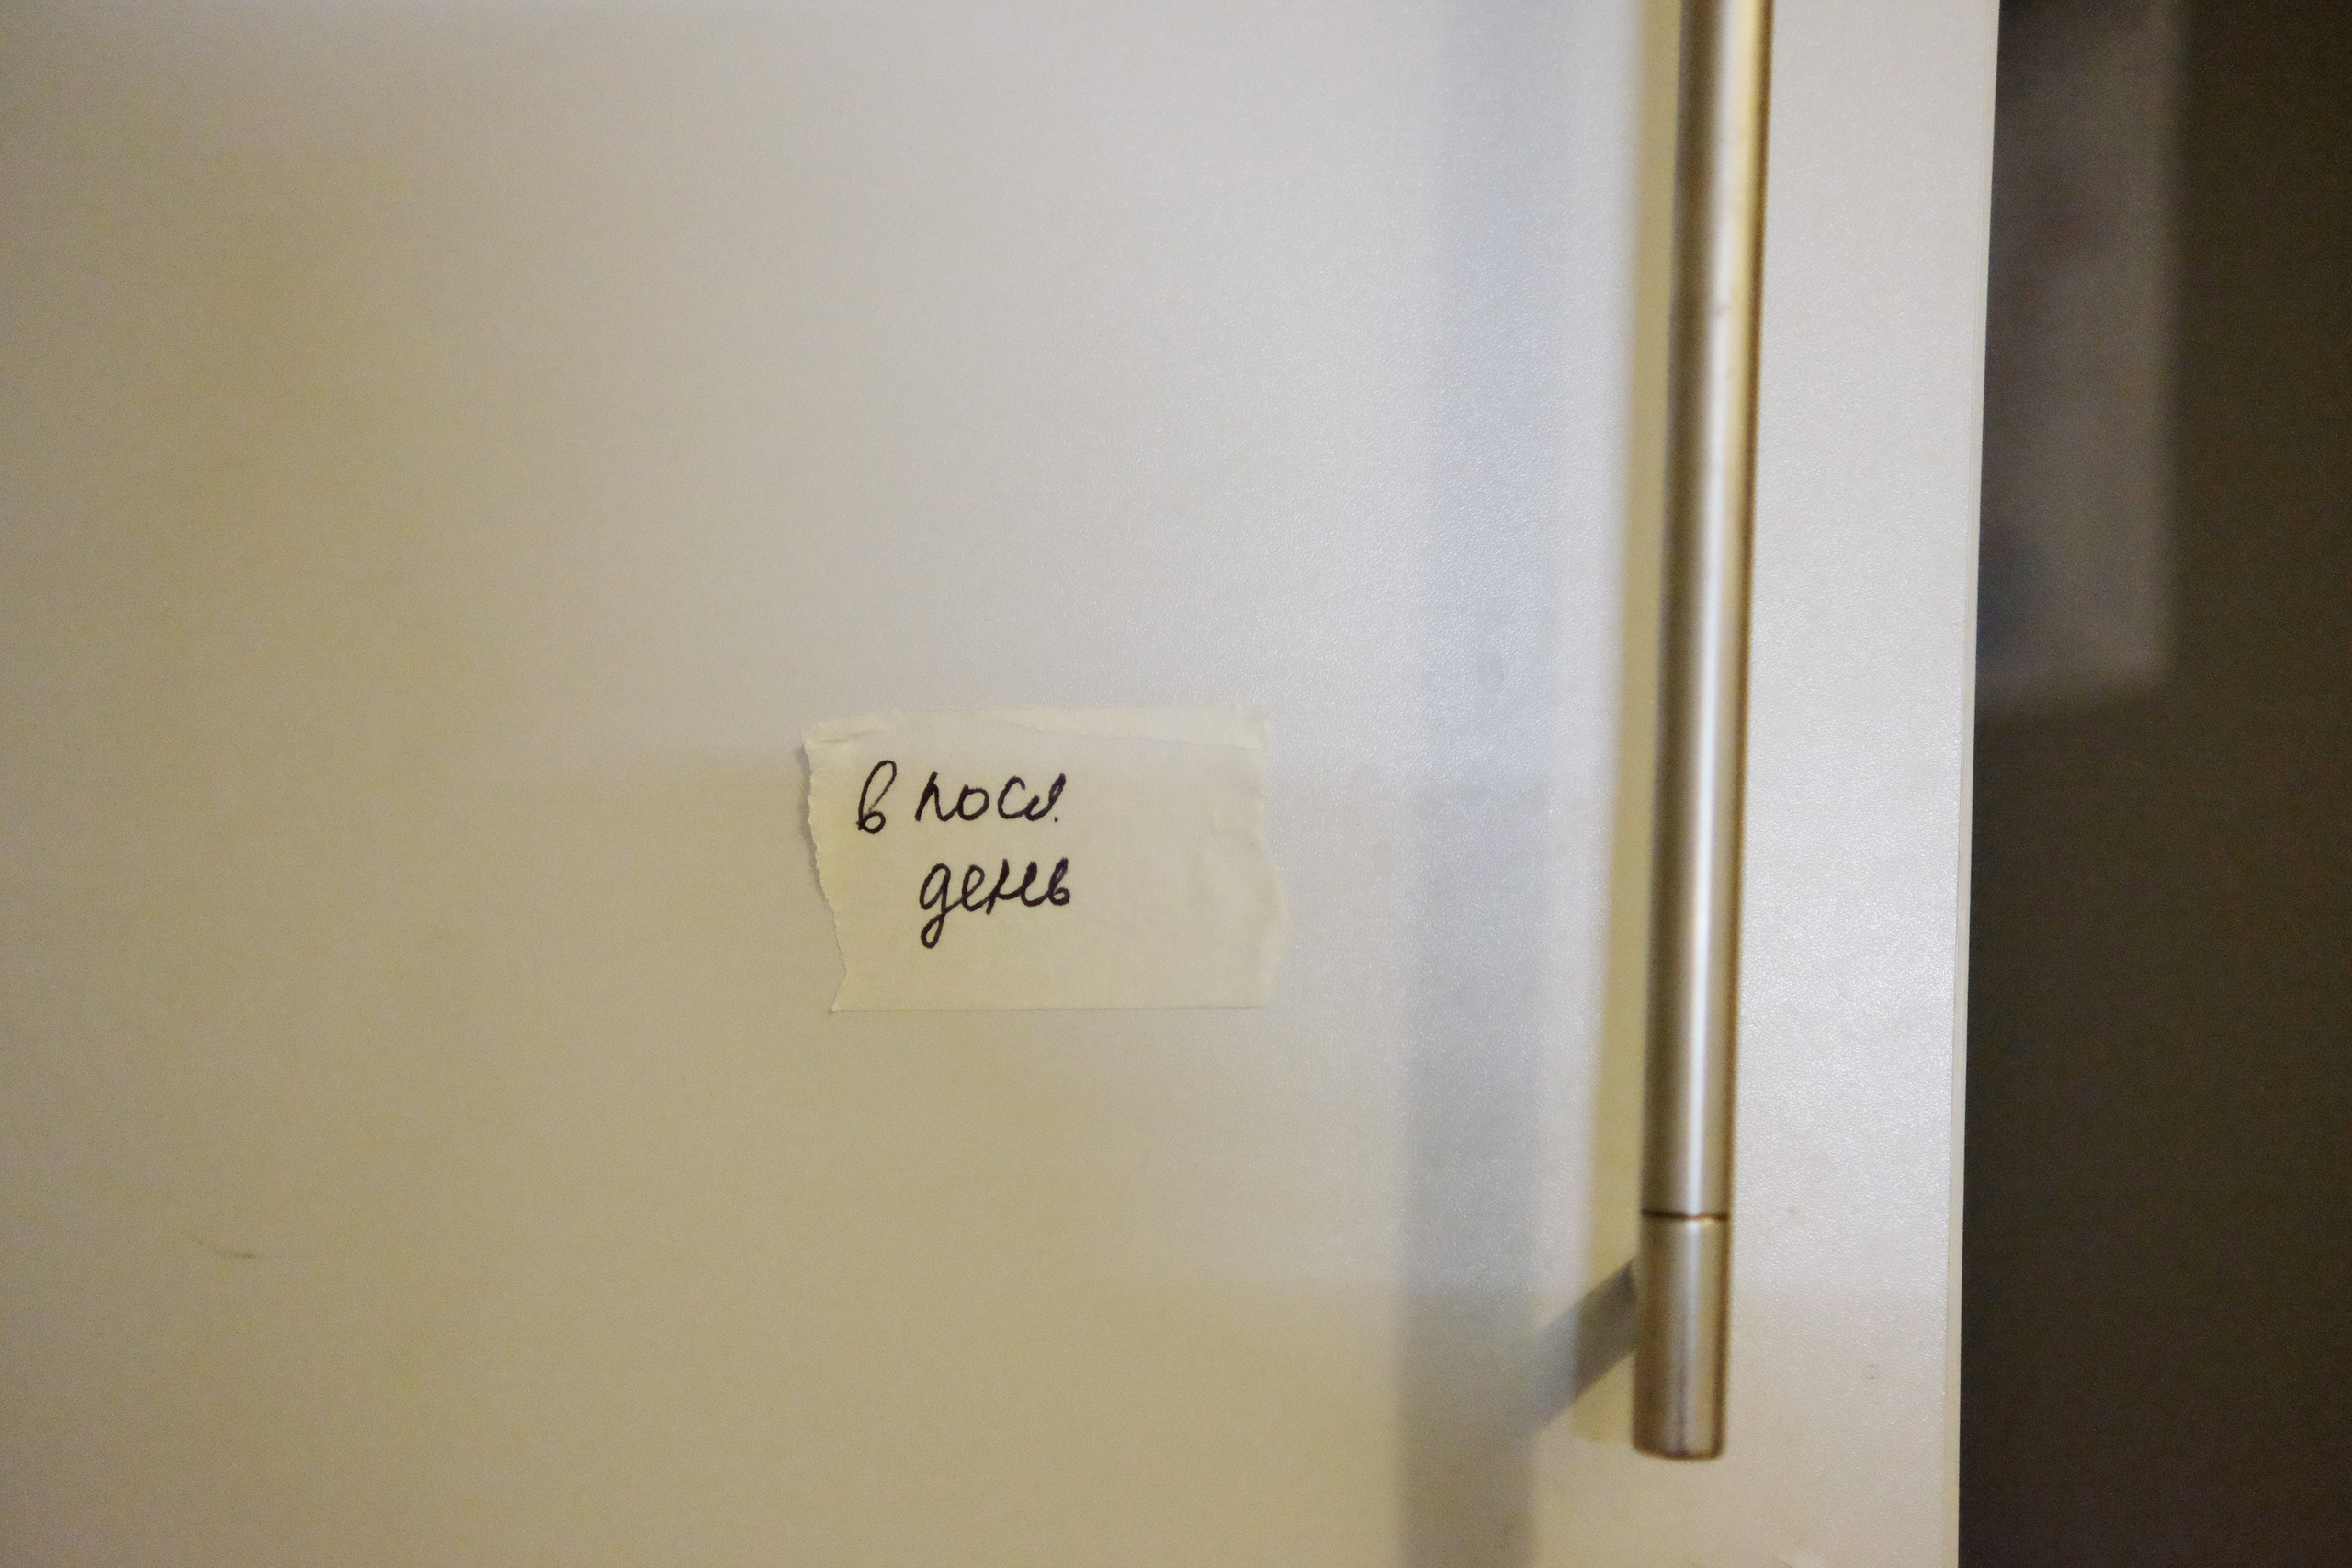 в посл.
день